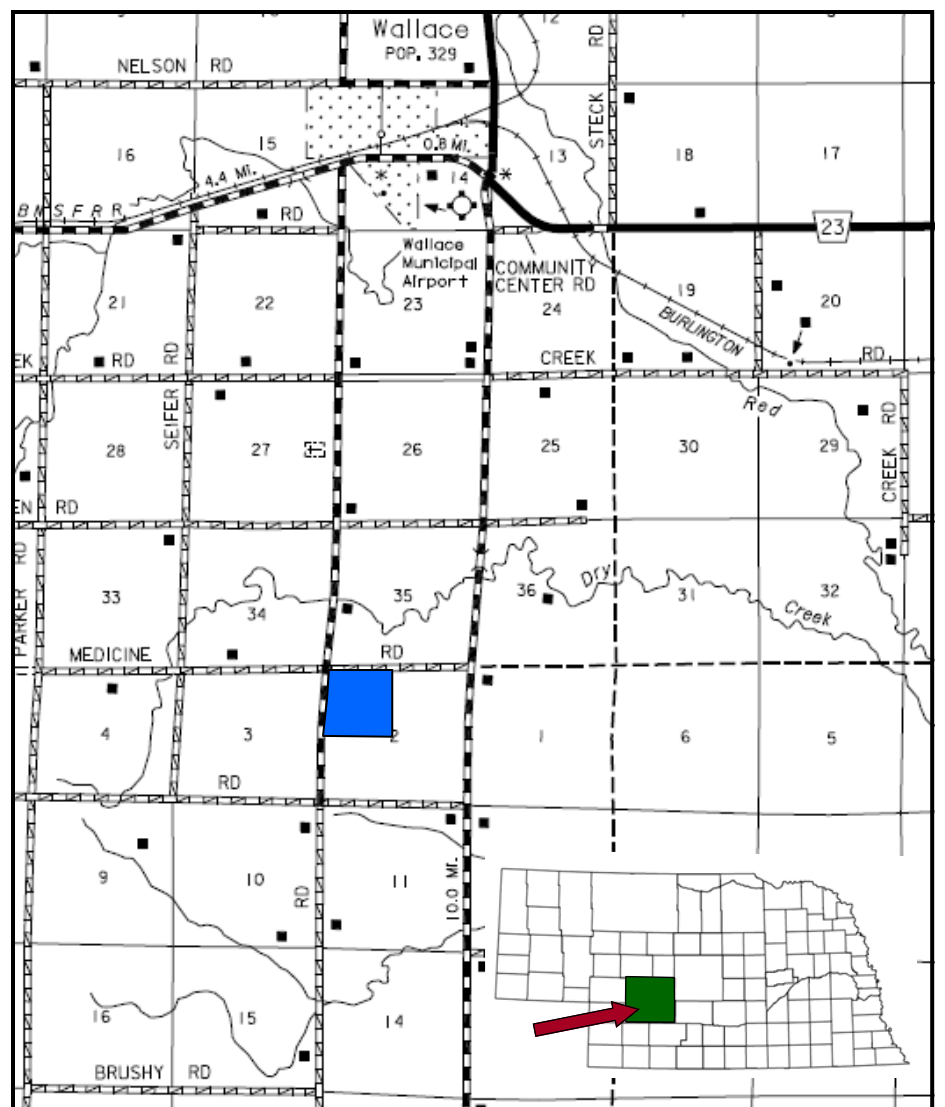 9
10
Wallace
POP. 329
12
RD
7
8
NELSON RD
STECK
16
15
0.8 MI.
14
13
18
17
4.4 MI.
*
*
B N S F R R
RD
23
Wallace
Municipal
Airport
COMMUNITY
CENTER RD
21
22
23
24
19
20
BURLINGTON
EK
RD
RD
CREEK
RD
SEIFER
Red
28
27
26
25
30
29
CREEK RD
EN RD
PARKER RD
33
34
35
36
Dry
31
32
Creek
MEDICINE
RD
4
3
2
1
6
5
RD
9
10
RD
11
10.0 MI.
16
15
14
BRUSHY RD